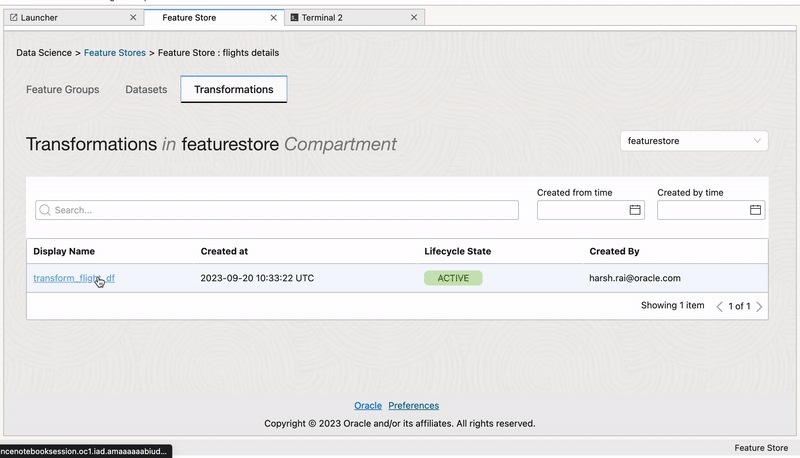 Launcher
Feature Store
Terminal 2
Data Science > Feature Stores > Feature Store : flights details
Feature Groups
Datasets
Transformations
Transformations in featurestore Compartment
featurestore
Created from time
Created by time
Search...
Display Name
Created at
Lifecycle State
Created By
transform_flight_df
2023-09-20 10:33:22 UTC
ACTIVE
harsh.rai@oracle.com
Showing 1 item
1 of 1
Oracle
Preferences
Copyright © 2023 Oracle and/or its affiliates. All rights reserved.
encenotebooksession.oc1.iad.amaaaaaabiud...
Feature Store